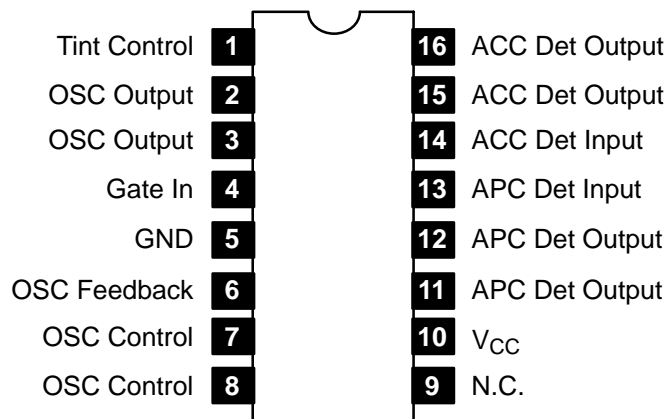 Tint Control 1 16 ACC Det Output
OSC Output 2 15 ACC Det Output
OSC Output 3 14 ACC Det Input
Gate In 4 13 APC Det Input
GND 5 12 APC Det Output
OSC Feedback 6 11 APC Det Output
OSC Control 7 10 VCC
OSC Control 8 9 N.C.